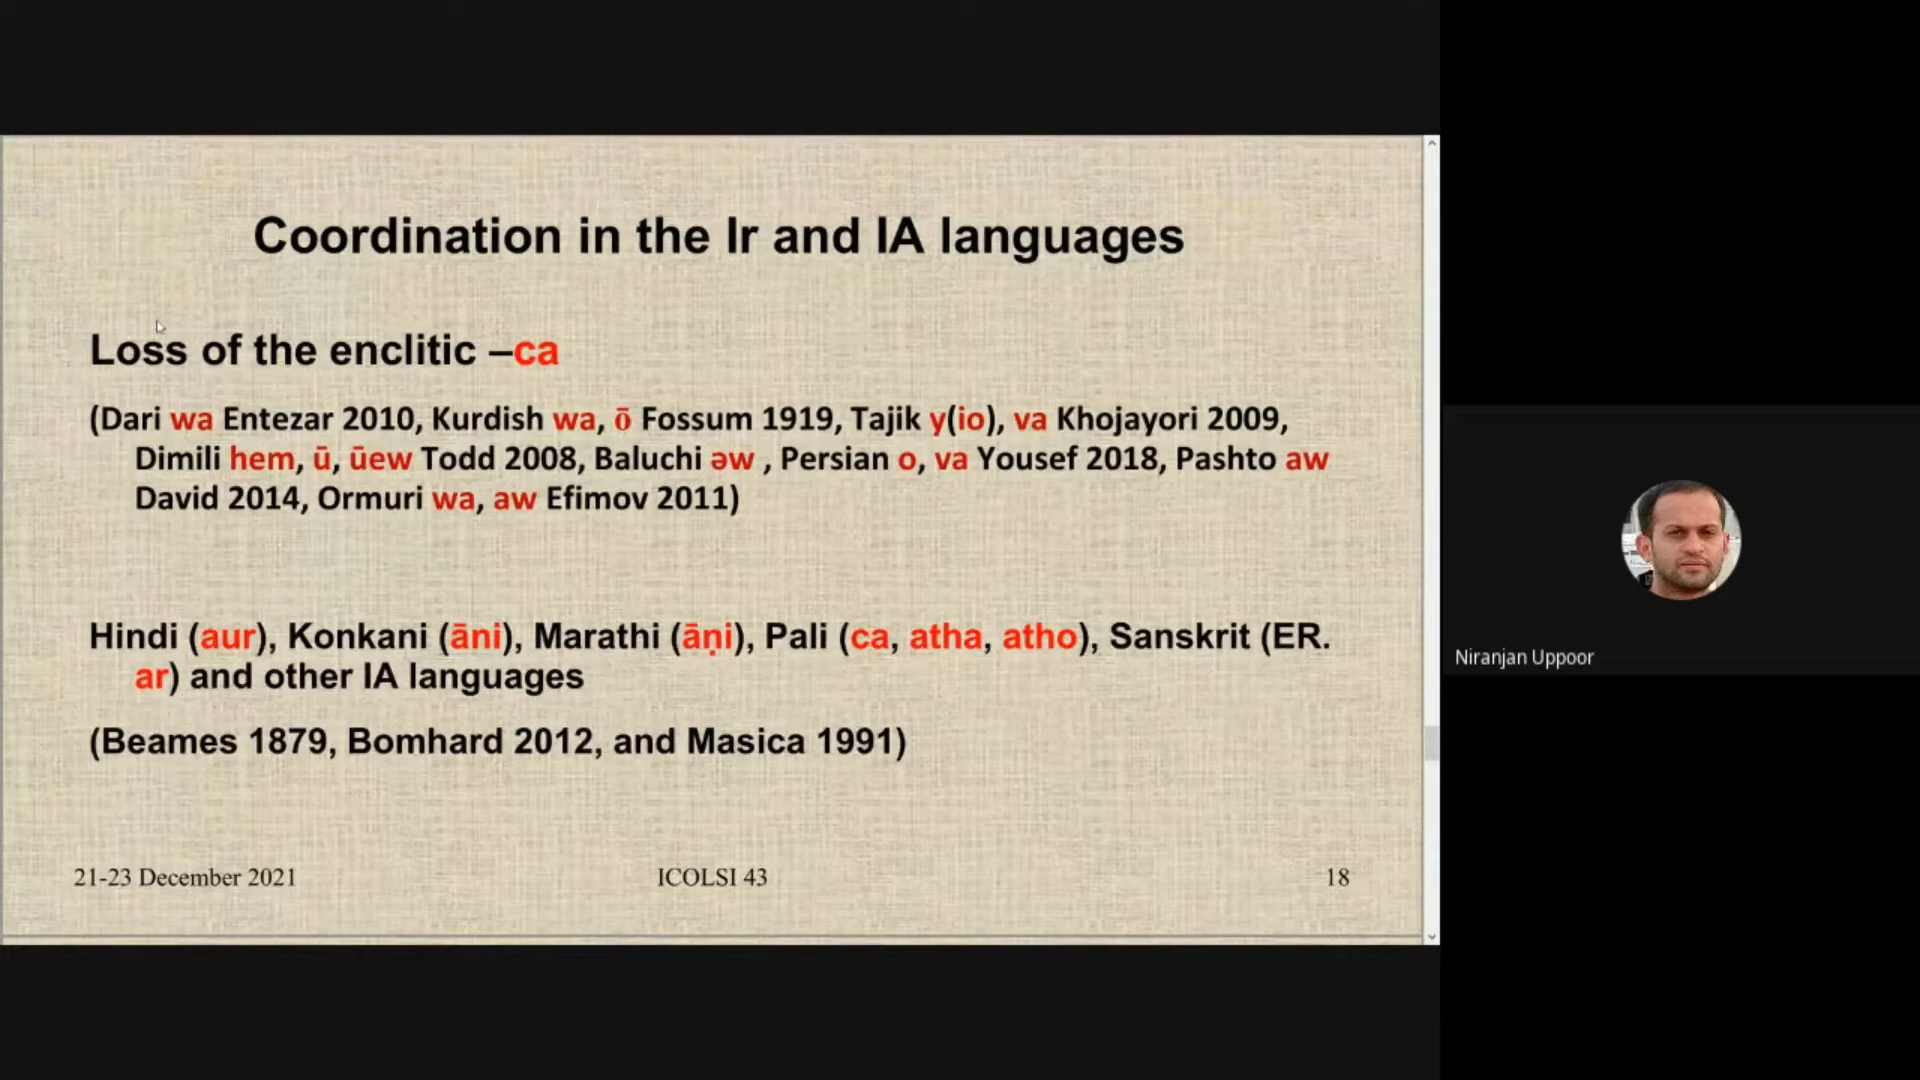 Coordination in the Ir and IA languages
Loss of the enclitic –ca
(Dari wa Entezar 2010, Kurdish wa, ō Fossum 1919, Tajik y(io), va Khojayori 2009,
Dimili hem, ū, ūew Todd 2008, Baluchi əw , Persian o, va Yousef 2018, Pashto aw
David 2014, Ormuri wa, aw Efimov 2011)
Hindi (aur), Konkani (āni), Marathi (āṇi), Pali (ca, atha, atho), Sanskrit (ER.
ar) and other IA languages
(Beames 1879, Bomhard 2012, and Masica 1991)
21-23 December 2021
ICOLSI 43
18
Niranjan Uppoor